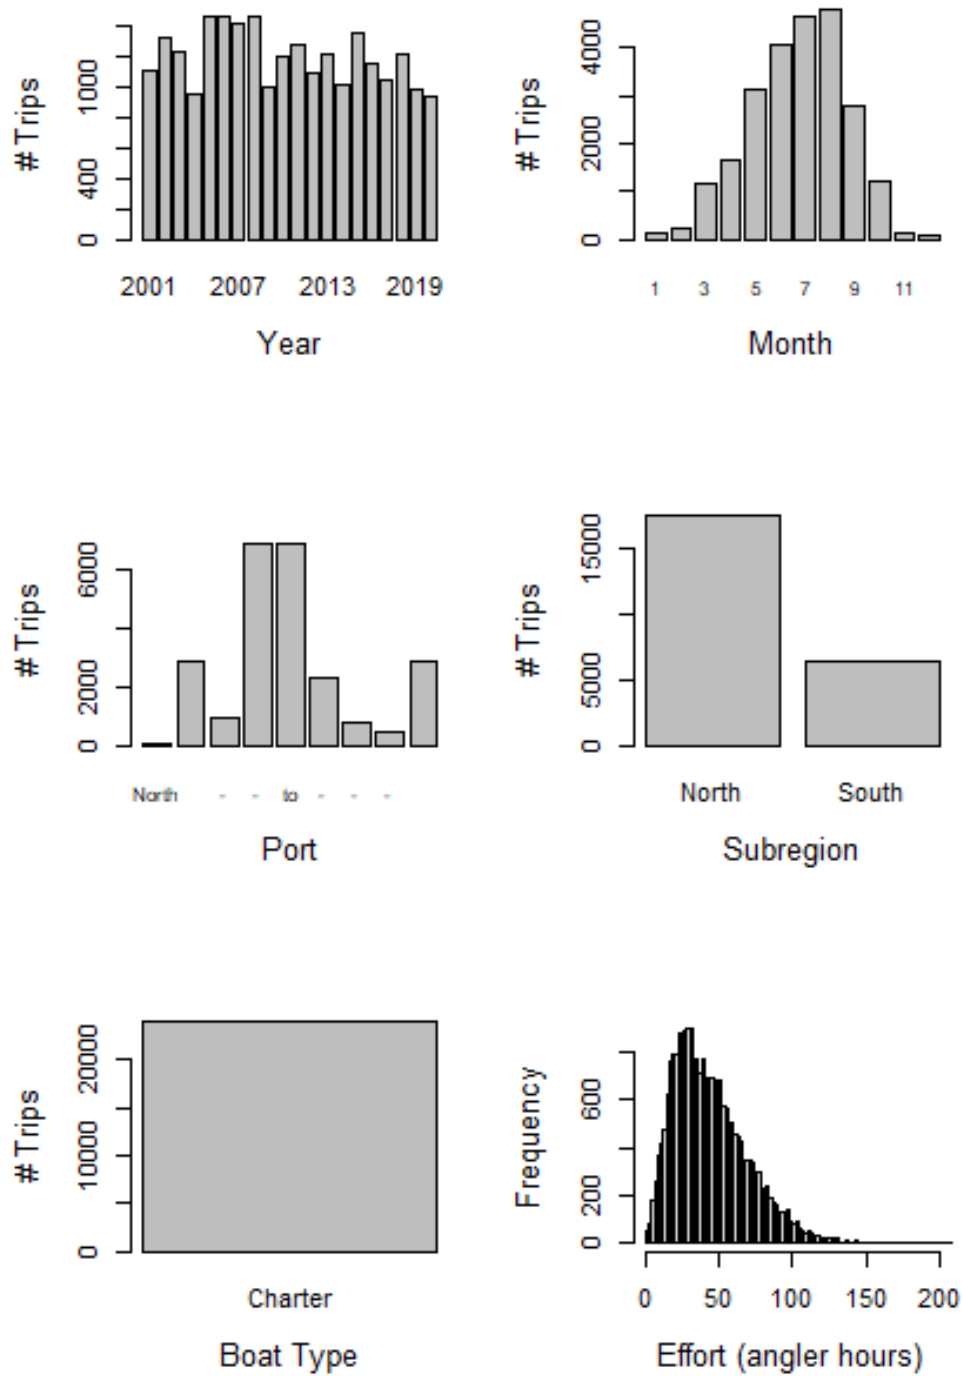 # Trips
0 400 1000
2001 2007 2013 2019
Year
# Trips
0 2000 4000
1 3 5 7 9 11
Month
# Trips
0 2000 6000
North - - to - - -
Port
# Trips
0 5000 15000
North South
Subregion
# Trips
0 10000 20000
Charter
Boat Type
Frequency
0 200 600
0 50 100 150 200
Effort (angler hours)